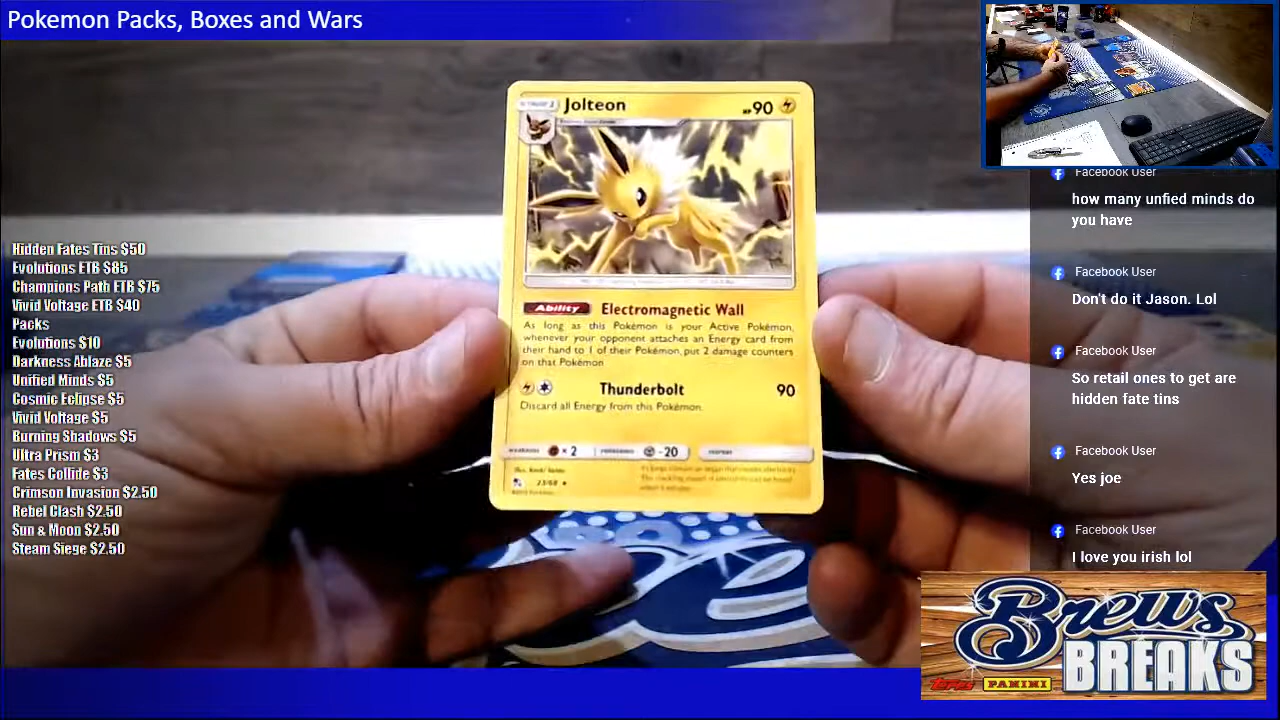 Pokemon Packs, Boxes and Wars
Jolteon
HP 90
Ability Electromagnetic Wall
As long as this Pokémon is your Active Pokémon,
whenever your opponent attaches an Energy card from
their hand to 1 of their Pokémon, put 2 damage counters
on that Pokémon.
Thunderbolt 90
Discard all Energy from this Pokémon.
weakness ×2 resistance -20 retreat
23/68
Hidden Fates Tins $50
Evolutions ETB $85
Champions Path ETB $75
Vivid Voltage ETB $40
Packs
Evolutions $10
Darkness Ablaze $5
Unified Minds $5
Cosmic Eclipse $5
Vivid Voltage $5
Burning Shadows $5
Ultra Prism $3
Fates Collide $3
Crimson Invasion $2.50
Rebel Clash $2.50
Sun & Moon $2.50
Steam Siege $2.50
Facebook User
how many unfied minds do
you have
Facebook User
Don't do it Jason. Lol
Facebook User
So retail ones to get are
hidden fate tins
Facebook User
Yes joe
Facebook User
I love you irish lol
Brews
BREAKS
Topps PANINI